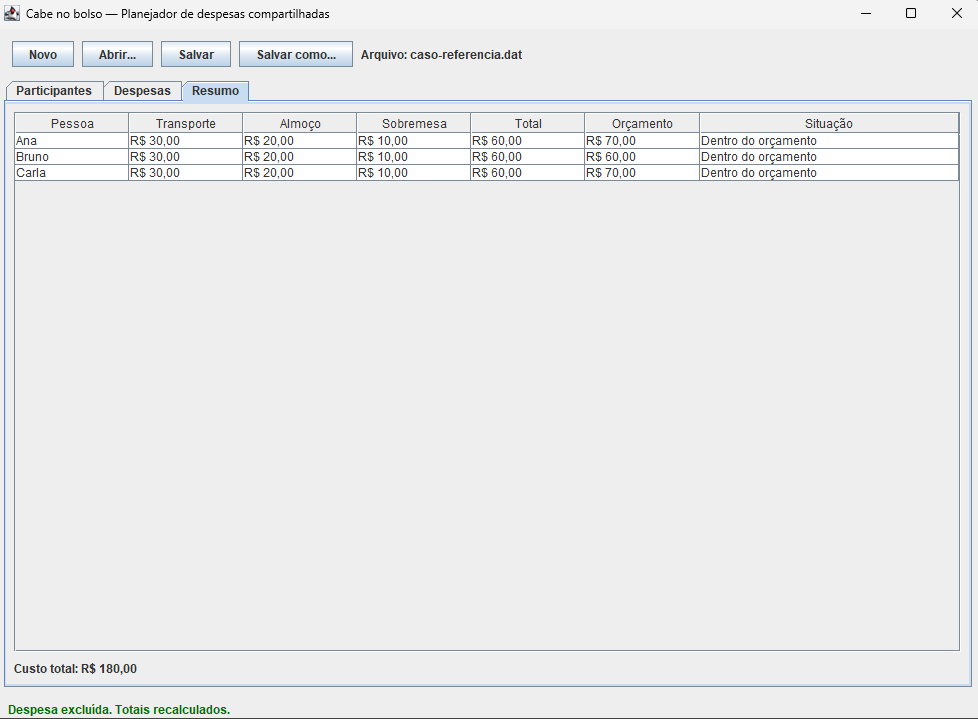 Cabe no bolso — Planejador de despesas compartilhadas
Novo Abrir... Salvar Salvar como... Arquivo: caso-referencia.dat
Participantes Despesas Resumo
Pessoa Transporte Almoço Sobremesa Total Orçamento Situação
Ana R$ 30,00 R$ 20,00 R$ 10,00 R$ 60,00 R$ 70,00 Dentro do orçamento
Bruno R$ 30,00 R$ 20,00 R$ 10,00 R$ 60,00 R$ 60,00 Dentro do orçamento
Carla R$ 30,00 R$ 20,00 R$ 10,00 R$ 60,00 R$ 70,00 Dentro do orçamento
Custo total: R$ 180,00
Despesa excluída. Totais recalculados.